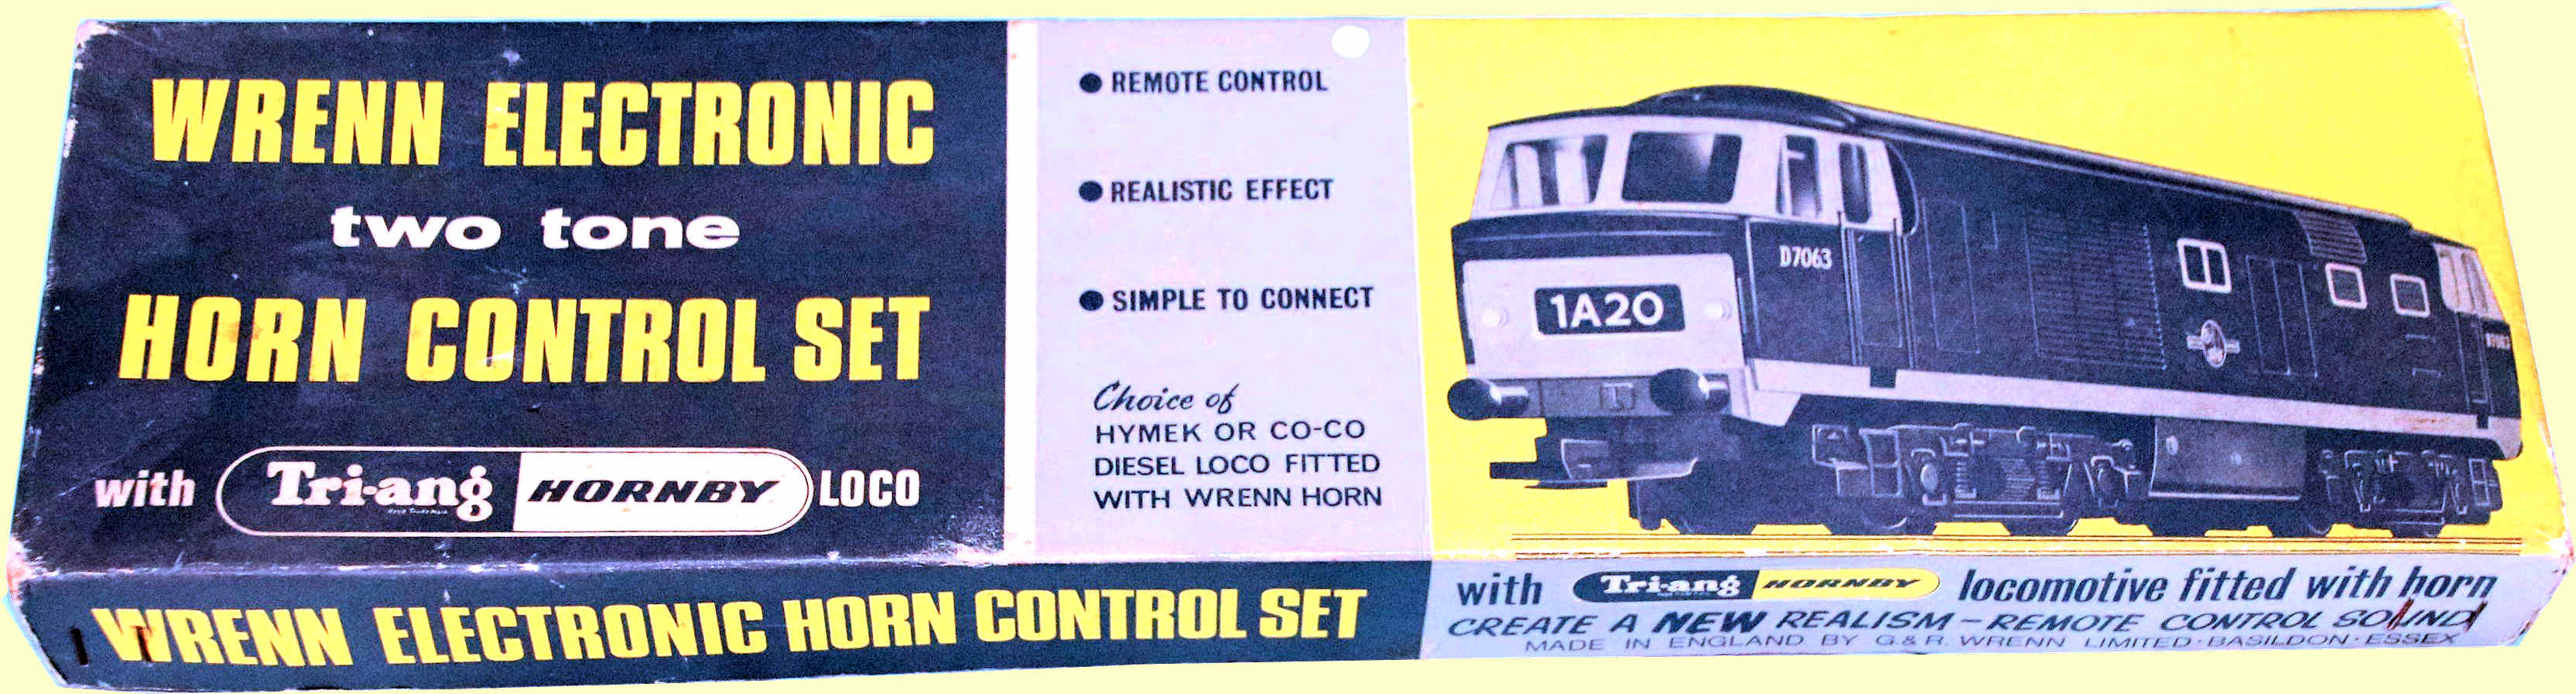 WRENN ELECTRONIC
two tone
HORN CONTROL SET
with Tri-ang HORNBY LOCO
● REMOTE CONTROL
● REALISTIC EFFECT
● SIMPLE TO CONNECT
Choice of
HYMEK OR CO-CO
DIESEL LOCO FITTED
WITH WRENN HORN
D7063
1A20
D7063
WRENN ELECTRONIC HORN CONTROL SET
with Tri-ang HORNBY locomotive fitted with horn
CREATE A NEW REALISM - REMOTE CONTROL SOUND
MADE IN ENGLAND BY G. & R. WRENN LIMITED · BASILDON · ESSEX